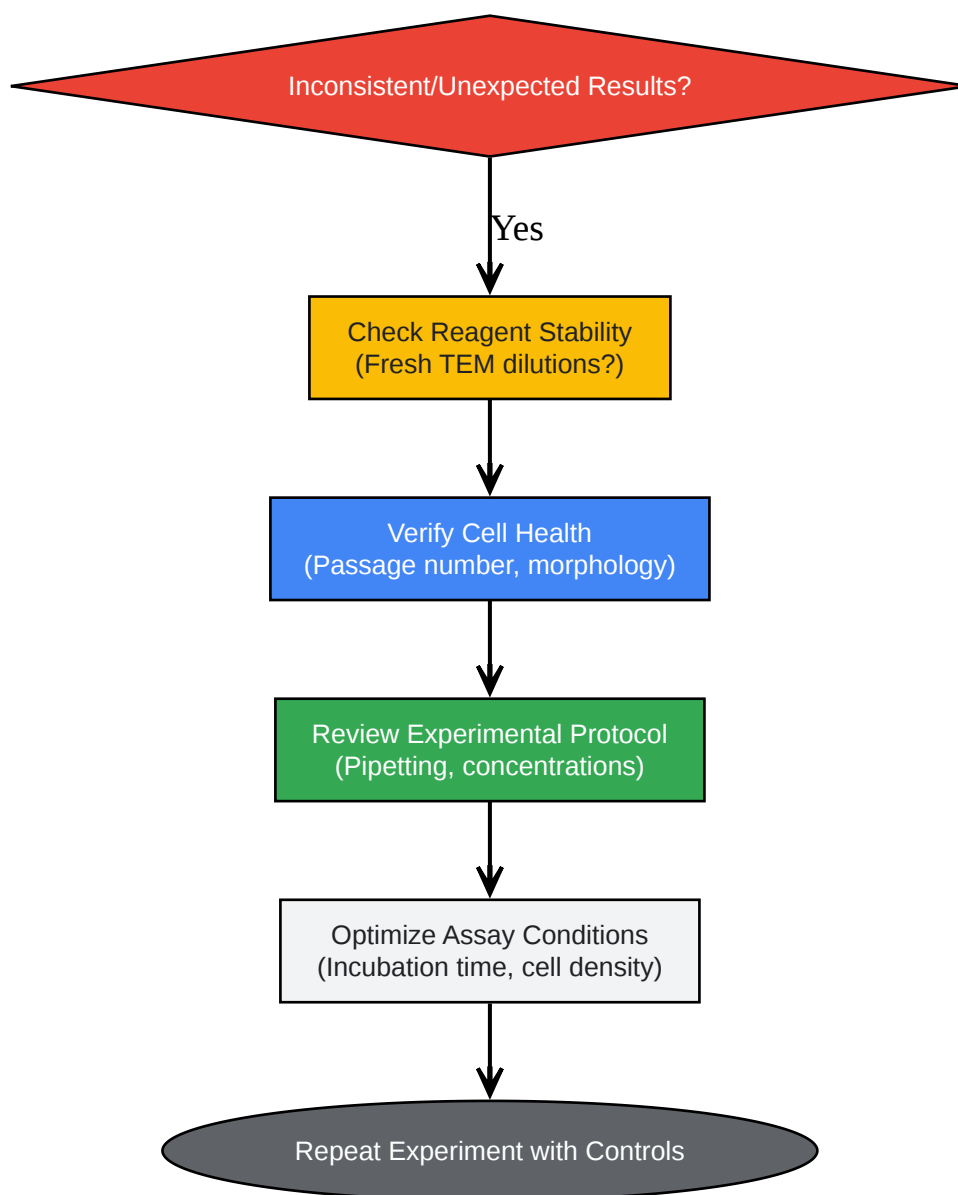 Inconsistent/Unexpected Results?
Yes
Check Reagent Stability
(Fresh TEM dilutions?)
Verify Cell Health
(Passage number, morphology)
Review Experimental Protocol
(Pipetting, concentrations)
Optimize Assay Conditions
(Incubation time, cell density)
Repeat Experiment with Controls